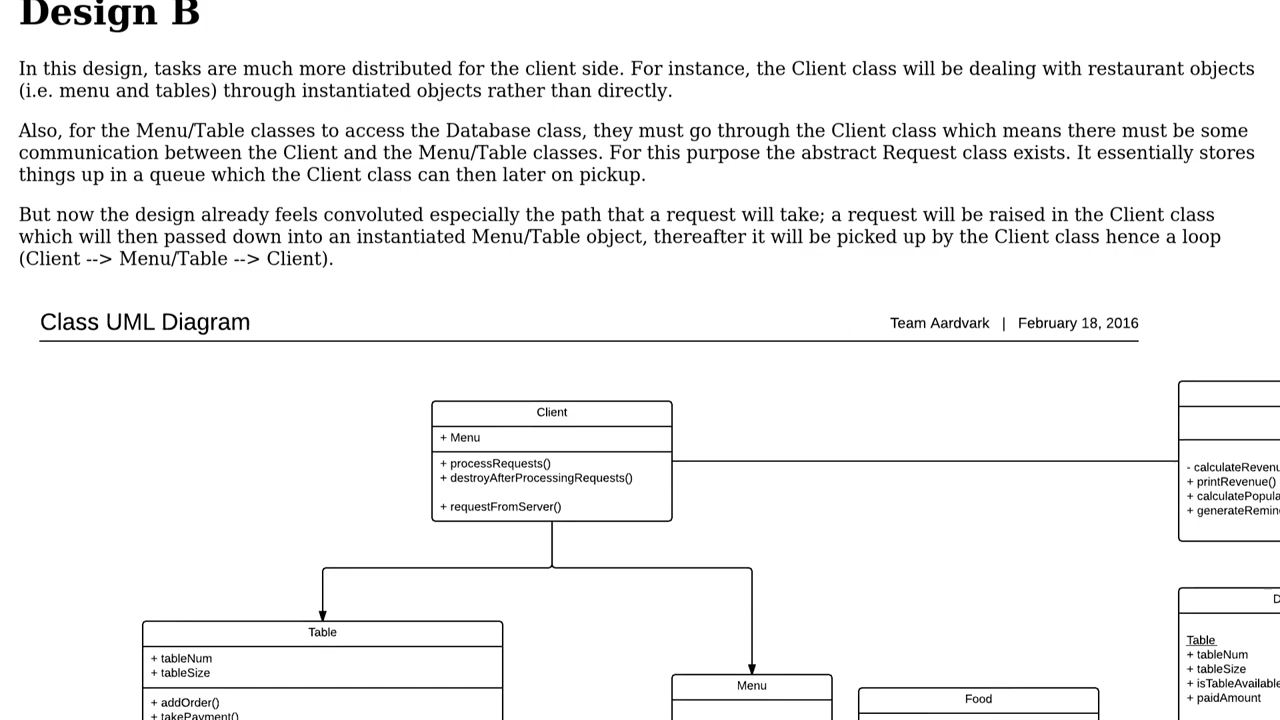 Design B
In this design, tasks are much more distributed for the client side. For instance, the Client class will be dealing with restaurant objects
(i.e. menu and tables) through instantiated objects rather than directly.
Also, for the Menu/Table classes to access the Database class, they must go through the Client class which means there must be some
communication between the Client and the Menu/Table classes. For this purpose the abstract Request class exists. It essentially stores
things up in a queue which the Client class can then later on pickup.
But now the design already feels convoluted especially the path that a request will take; a request will be raised in the Client class
which will then passed down into an instantiated Menu/Table object, thereafter it will be picked up by the Client class hence a loop
(Client --> Menu/Table --> Client).
Class UML Diagram
Team Aardvark | February 18, 2016
Client
+ Menu
+ processRequests()
+ destroyAfterProcessingRequests()
+ requestFromServer()
- calculateRevenu
+ printRevenue()
+ calculatePopula
+ generateRemin
Table
+ tableNum
+ tableSize
+ addOrder()
+ takePayment()
Menu
Food
D
Table
+ tableNum
+ tableSize
+ isTableAvailable
+ paidAmount